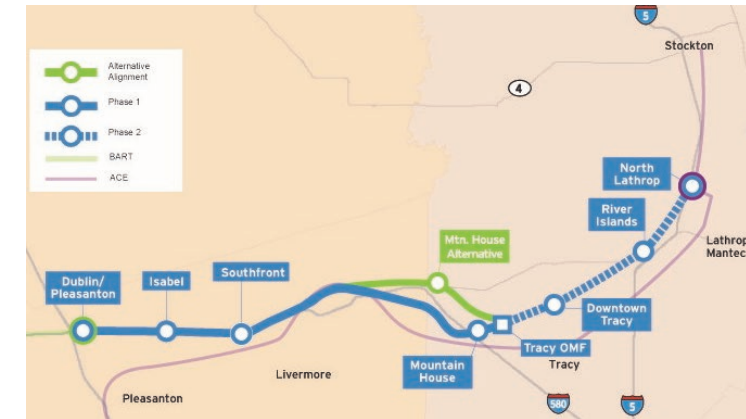 Alternative
Alignment
Phase 1
Phase 2
BART
ACE
5
Stockton
4
North
Lathrop
River
Islands
Lathrop
Mantec
Mtn. House
Alternative
Dublin/
Pleasanton
Isabel
Southfront
Downtown
Tracy
Tracy OMF
Tracy
Mountain
House
Livermore
Pleasanton
580
5